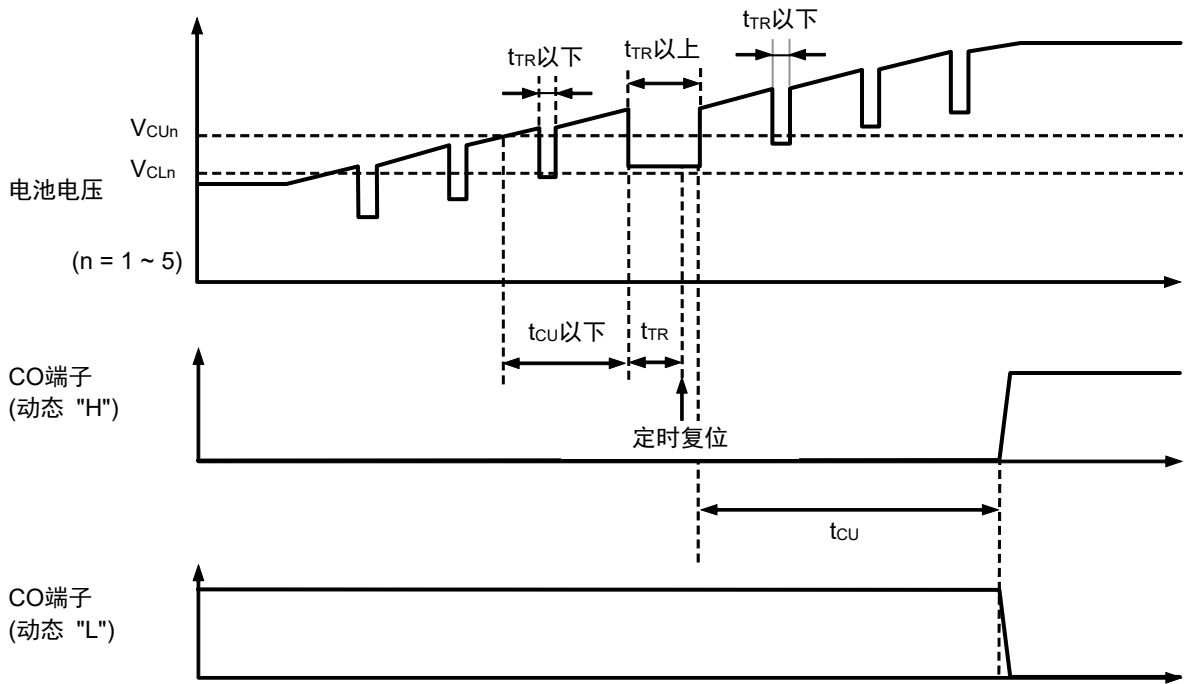 tTR以下
tTR以上
tTR以下
VCUn
VCLn
电池电压
(n = 1 ~ 5)
tCU以下
tTR
CO端子
(动态 "H")
定时复位
tCU
CO端子
(动态 "L")